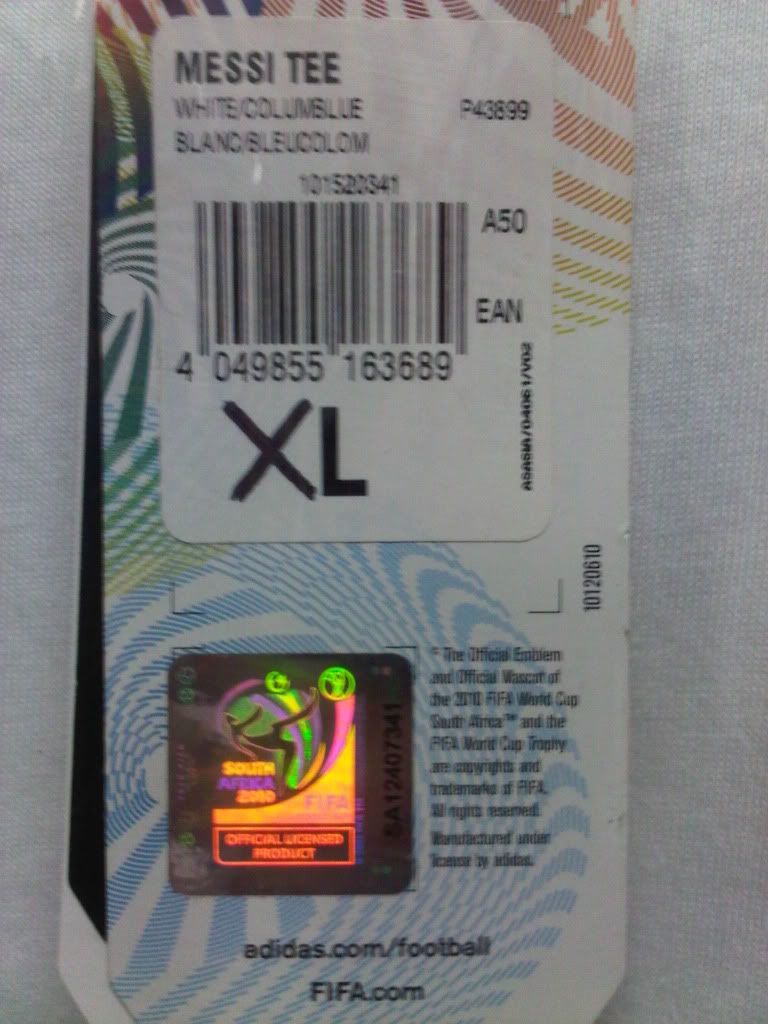 MESSI TEE
WHITE/COLUMBLUE P43899
BLANC/BLEUCOLOM
101520341
A50
EAN
4 049855 163689
XL
A5ASIA/04061/V02
10120610
SOUTH
AFRICA
2010
FIFA
OFFICIAL LICENSED
PRODUCT
SA12407341
© The Official Emblem
and Official Mascot of
the 2010 FIFA World Cup
South Africa™ and the
FIFA World Cup Trophy
are copyrights and
trademarks of FIFA.
All rights reserved.
Manufactured under
license by adidas.
adidas.com/football
FIFA.com